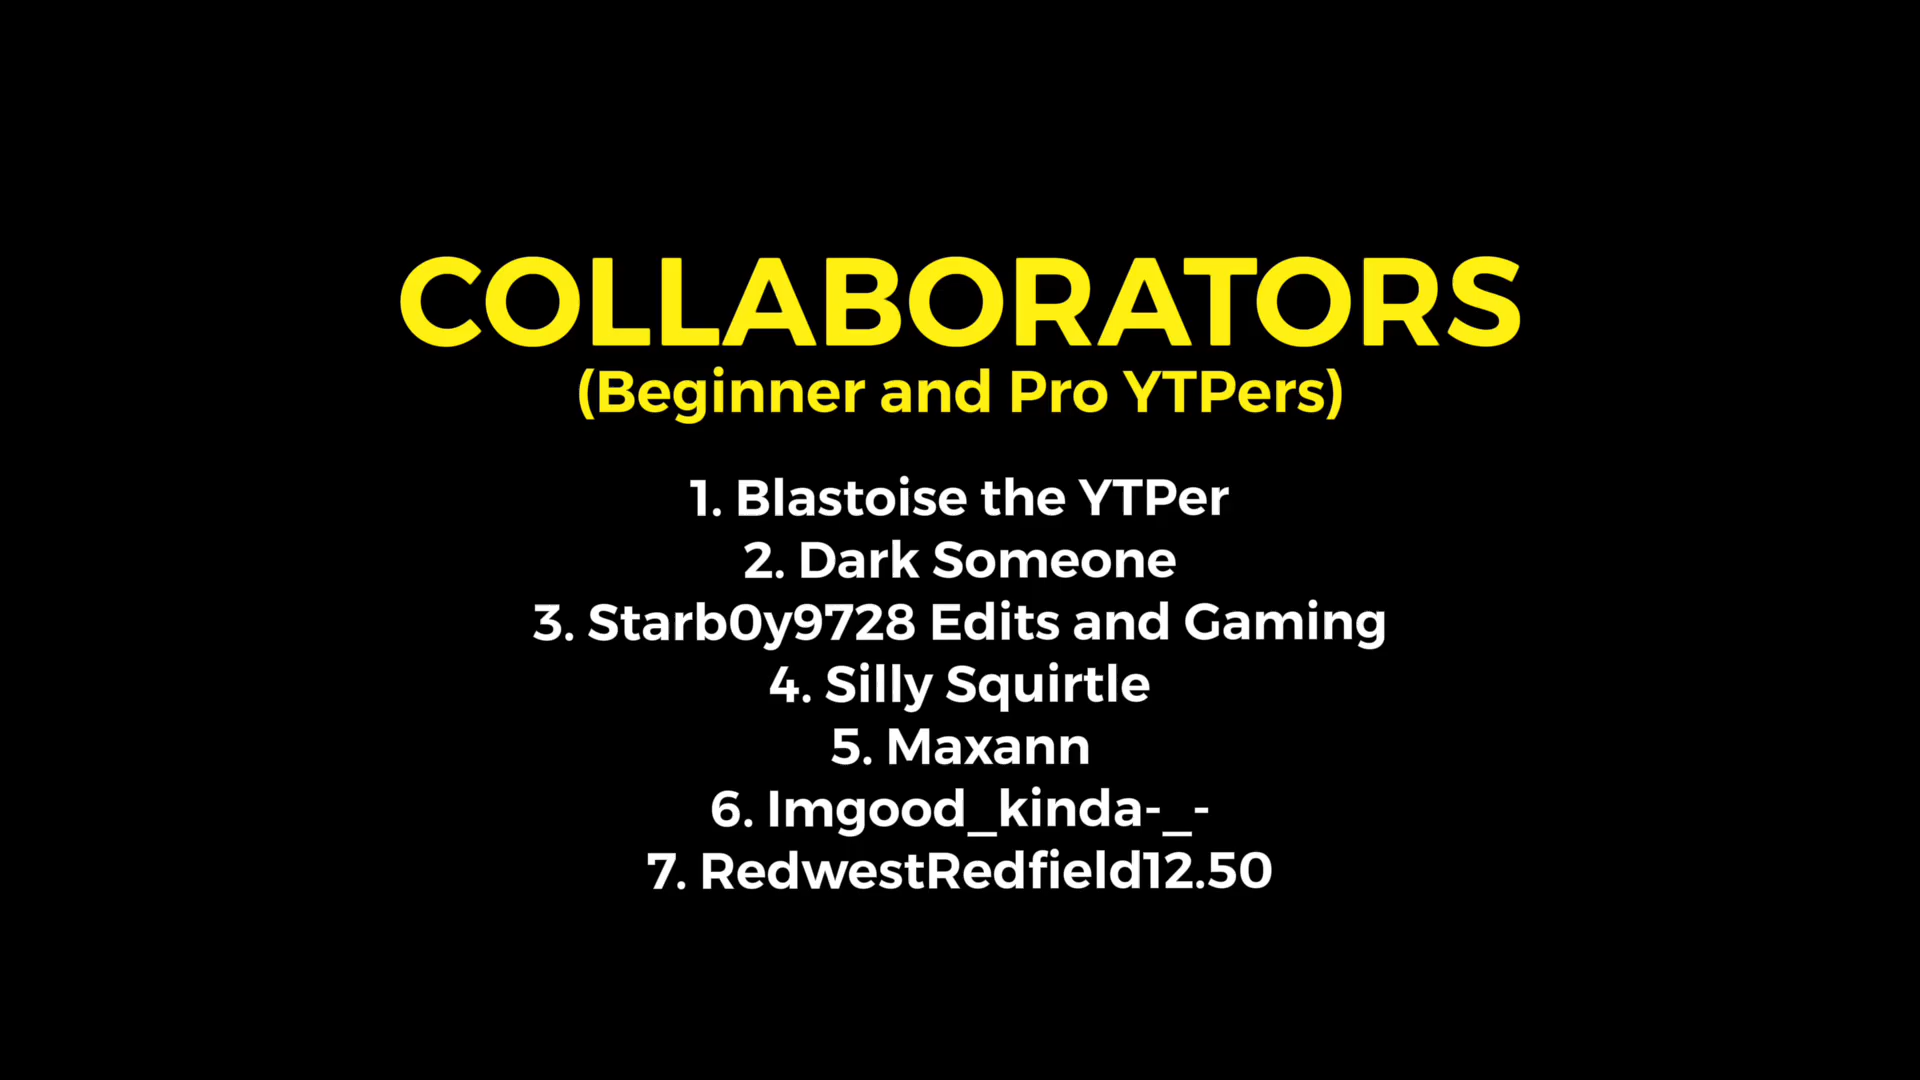 COLLABORATORS
(Beginner and Pro YTPers)
1. Blastoise the YTPer
2. Dark Someone
3. Starb0y9728 Edits and Gaming
4. Silly Squirtle
5. Maxann
6. Imgood_kinda-_-
7. RedwestRedfield12.50